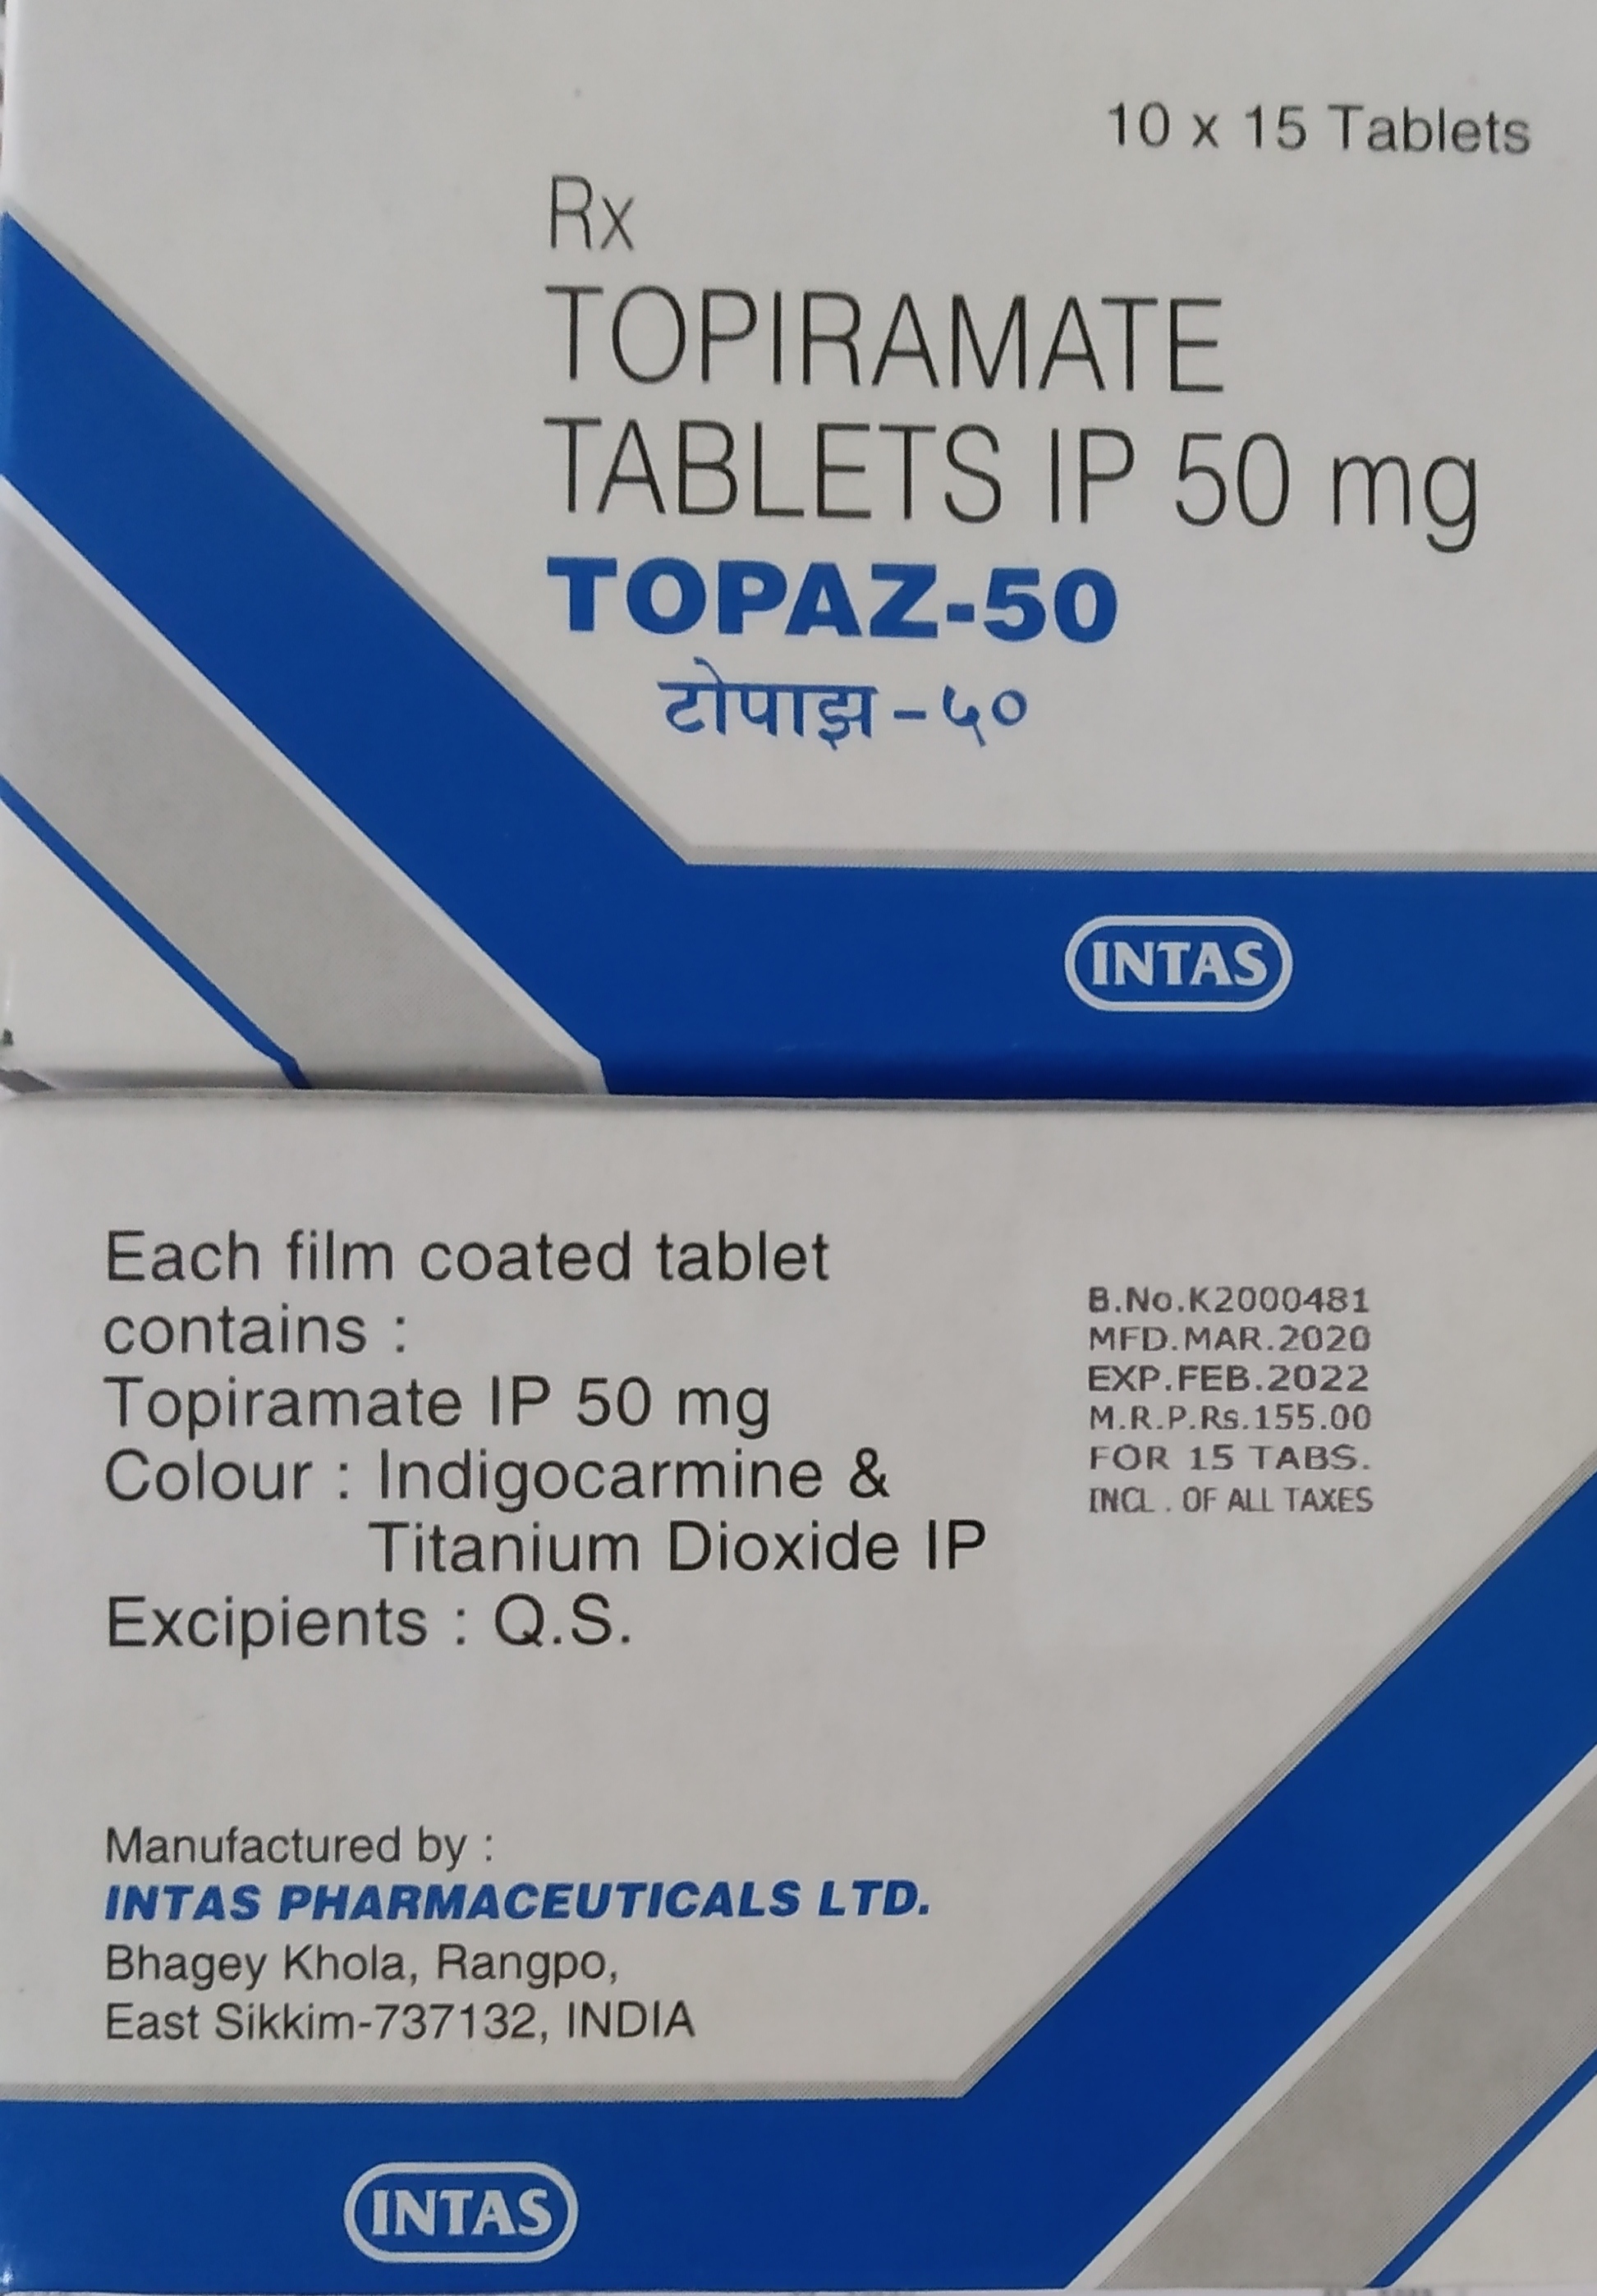 10 x 15 Tablets
Rx
TOPIRAMATE
TABLETS IP 50 mg
TOPAZ-50
टोपाझ - ५०
INTAS
Each film coated tablet
contains :
Topiramate IP 50 mg
Colour : Indigocarmine &
Titanium Dioxide IP
Excipients : Q.S.
B.No.K2000481
MFD.MAR.2020
EXP.FEB.2022
M.R.P.Rs.155.00
FOR 15 TABS.
INCL . OF ALL TAXES
Manufactured by :
INTAS PHARMACEUTICALS LTD.
Bhagey Khola, Rangpo,
East Sikkim-737132, INDIA
INTAS